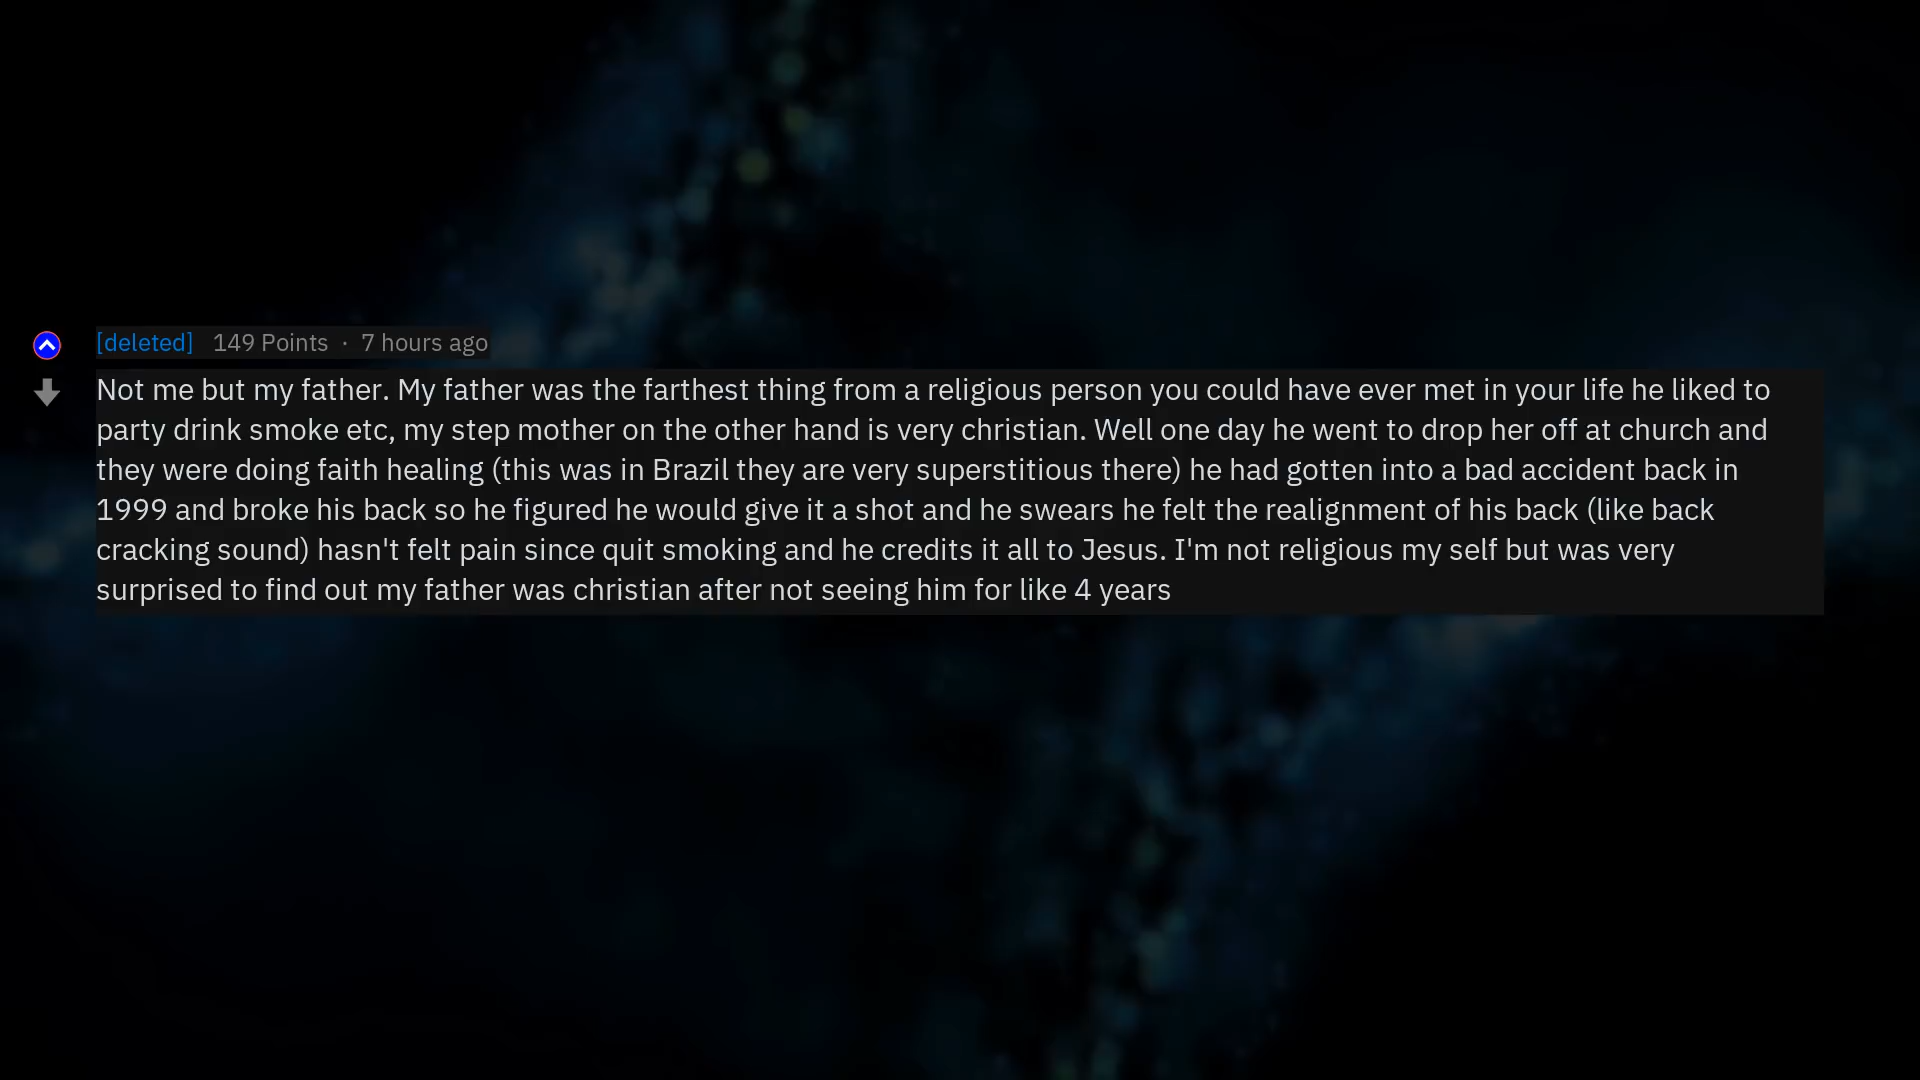 [deleted] 149 Points · 7 hours ago
Not me but my father. My father was the farthest thing from a religious person you could have ever met in your life he liked to
party drink smoke etc, my step mother on the other hand is very christian. Well one day he went to drop her off at church and
they were doing faith healing (this was in Brazil they are very superstitious there) he had gotten into a bad accident back in
1999 and broke his back so he figured he would give it a shot and he swears he felt the realignment of his back (like back
cracking sound) hasn't felt pain since quit smoking and he credits it all to Jesus. I'm not religious my self but was very
surprised to find out my father was christian after not seeing him for like 4 years